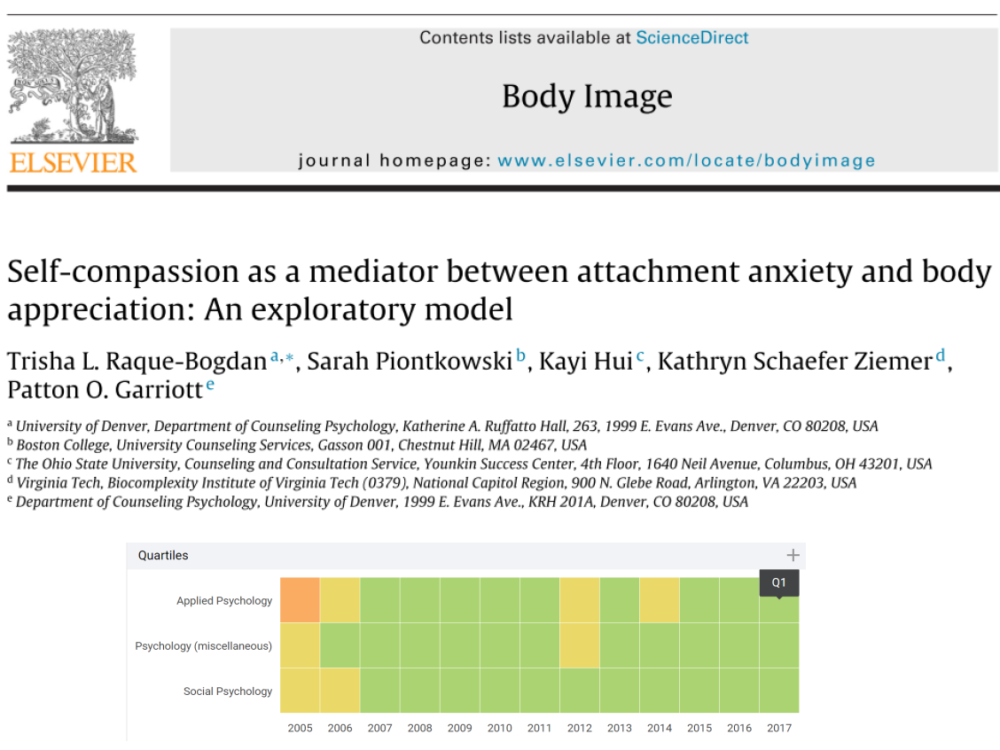 Contents lists available at ScienceDirect
Body Image
ELSEVIER
journal homepage: www.elsevier.com/locate/bodyimage
Self-compassion as a mediator between attachment anxiety and body
appreciation: An exploratory model
Trisha L. Raque-Bogdan a,*, Sarah Piontkowski b, Kayi Hui c, Kathryn Schaefer Ziemer d,
Patton O. Garriott e
a University of Denver, Department of Counseling Psychology, Katherine A. Ruffatto Hall, 263, 1999 E. Evans Ave., Denver, CO 80208, USA
b Boston College, University Counseling Services, Gasson 001, Chestnut Hill, MA 02467, USA
c The Ohio State University, Counseling and Consultation Service, Younkin Success Center, 4th Floor, 1640 Neil Avenue, Columbus, OH 43201, USA
d Virginia Tech, Biocomplexity Institute of Virginia Tech (0379), National Capitol Region, 900 N. Glebe Road, Arlington, VA 22203, USA
e Department of Counseling Psychology, University of Denver, 1999 E. Evans Ave., KRH 201A, Denver, CO 80208, USA
Quartiles
Q1
Applied Psychology
Psychology (miscellaneous)
Social Psychology
2005 2006 2007 2008 2009 2010 2011 2012 2013 2014 2015 2016 2017